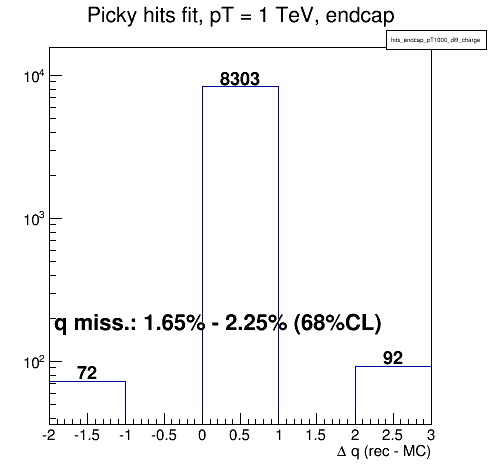 Picky hits fit, pT = 1 TeV, endcap
hits_endcap_pT1000_diff_charge
10⁴
8303
10³
q miss.: 1.65% - 2.25% (68%CL)
10²
72
92
-2 -1.5 -1 -0.5 0 0.5 1 1.5 2 2.5 3
Δ q (rec - MC)